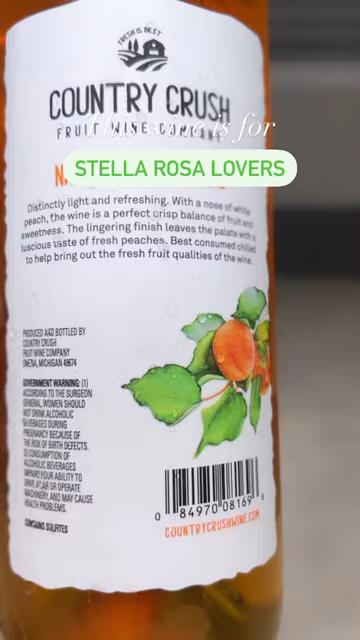 FRESH IS BEST
COUNTRY CRUSH
FRUIT WINE COMPANY
This wine is for
STELLA ROSA LOVERS
Distinctly light and refreshing. With a nose of white
peach, the wine is a perfect crisp balance of fruit and
sweetness. The lingering finish leaves the palate with a
luscious taste of fresh peaches. Best consumed chilled
to help bring out the fresh fruit qualities of the wine.
PRODUCED AND BOTTLED BY
COUNTRY CRUSH
FRUIT WINE COMPANY
OMENA, MICHIGAN 49674
GOVERNMENT WARNING: (1)
ACCORDING TO THE SURGEON
GENERAL, WOMEN SHOULD
NOT DRINK ALCOHOLIC
BEVERAGES DURING
PREGNANCY BECAUSE OF
THE RISK OF BIRTH DEFECTS.
(2) CONSUMPTION OF
ALCOHOLIC BEVERAGES
IMPAIRS YOUR ABILITY TO
DRIVE A CAR OR OPERATE
MACHINERY, AND MAY CAUSE
HEALTH PROBLEMS.
CONTAINS SULFITES
0 84970 08169 6
COUNTRYCRUSHWINE.COM